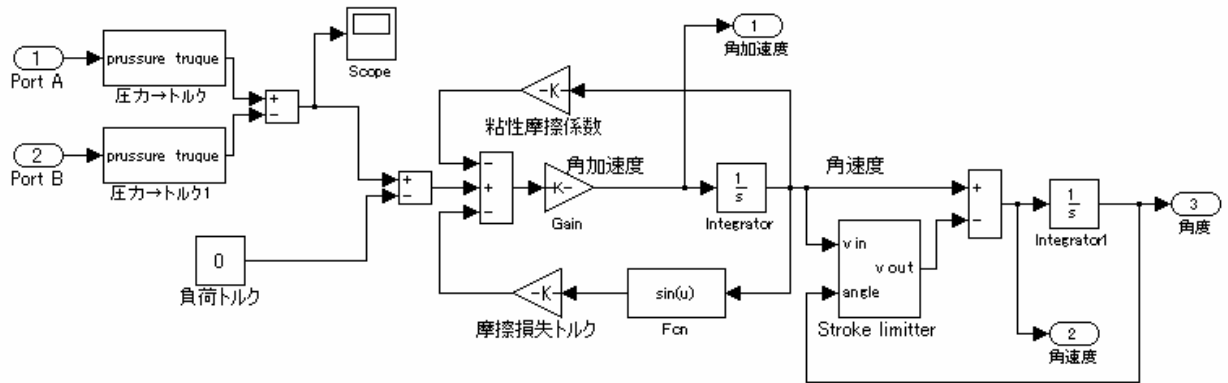 1
Port A
prussure truque
圧力→トルク
2
Port B
prussure truque
圧力→トルク1
+
−
Scope
0
負荷トルク
+
−
-K-
粘性摩擦係数
−
+
−
角加速度
K-
Gain
1
角加速度
1
s
Integrator
-K-
摩擦損失トルク
sin(u)
Fcn
角速度
v in
v out
angle
Stroke limitter
+
−
1
s
Integrator1
3
角度
2
角速度